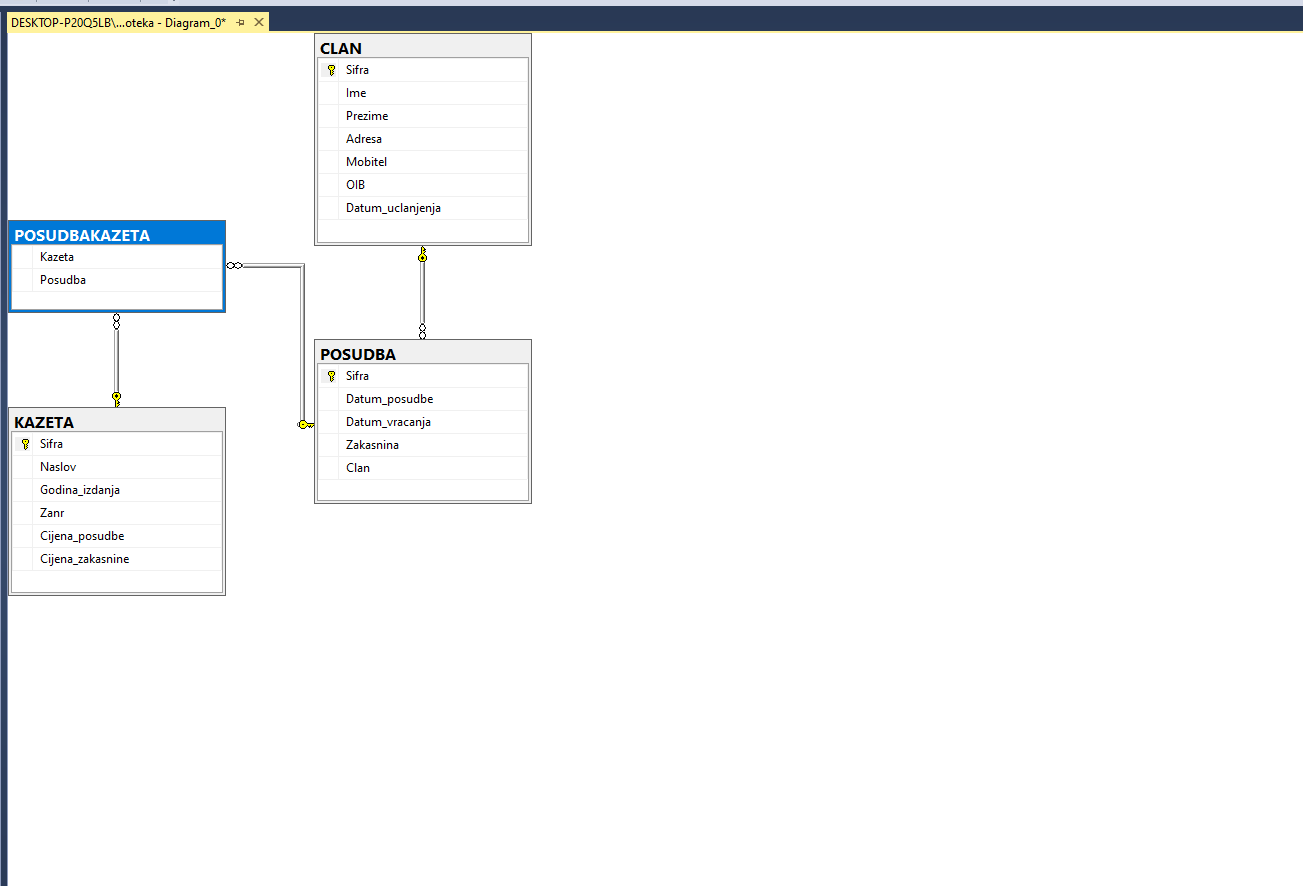 DESKTOP-P20Q5LB\...oteka - Diagram_0*
CLAN
Sifra
Ime
Prezime
Adresa
Mobitel
OIB
Datum_uclanjenja
POSUDBAKAZETA
Kazeta
Posudba
POSUDBA
Sifra
Datum_posudbe
Datum_vracanja
Zakasnina
Clan
KAZETA
Sifra
Naslov
Godina_izdanja
Zanr
Cijena_posudbe
Cijena_zakasnine